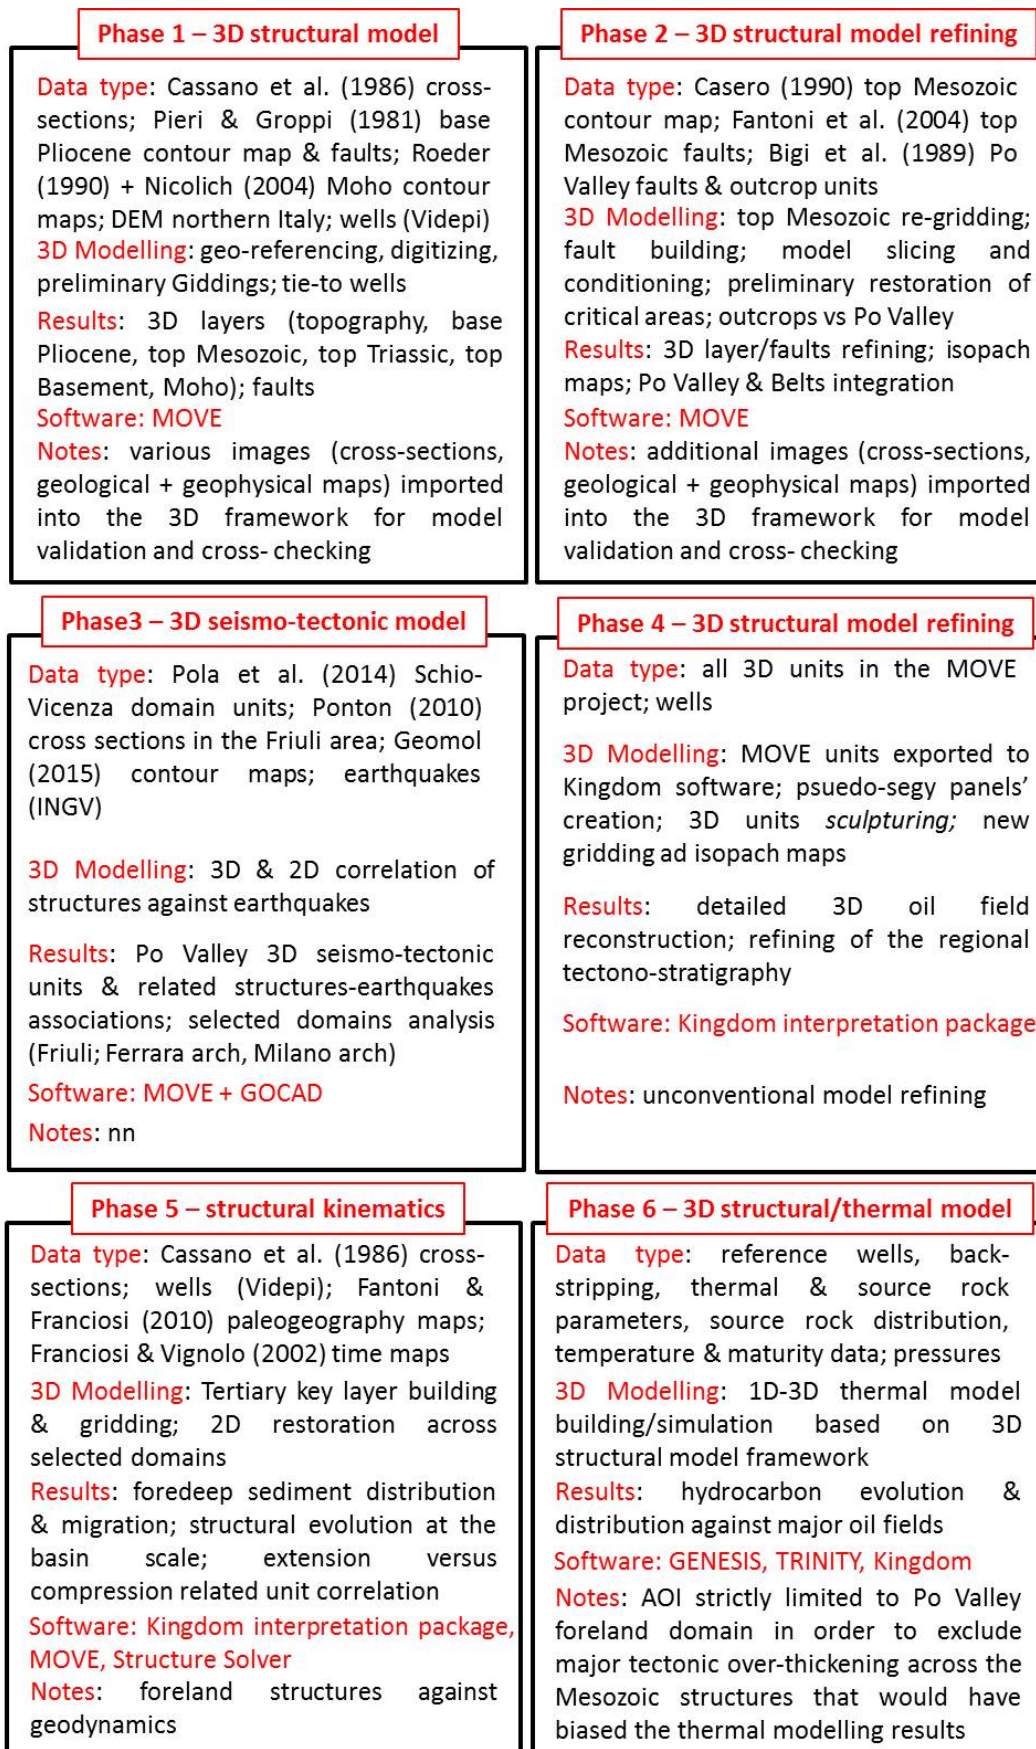 Phase 1 – 3D structural model
Data type: Cassano et al. (1986) cross-
sections; Pieri & Groppi (1981) base
Pliocene contour map & faults; Roeder
(1990) + Nicolich (2004) Moho contour
maps; DEM northern Italy; wells (Videpi)
3D Modelling: geo-referencing, digitizing,
preliminary Giddings; tie-to wells
Results: 3D layers (topography, base
Pliocene, top Mesozoic, top Triassic, top
Basement, Moho); faults
Software: MOVE
Notes: various images (cross-sections,
geological + geophysical maps) imported
into the 3D framework for model
validation and cross- checking
Phase 2 – 3D structural model refining
Data type: Casero (1990) top Mesozoic
contour map; Fantoni et al. (2004) top
Mesozoic faults; Bigi et al. (1989) Po
Valley faults & outcrop units
3D Modelling: top Mesozoic re-gridding;
fault building; model slicing and
conditioning; preliminary restoration of
critical areas; outcrops vs Po Valley
Results: 3D layer/faults refining; isopach
maps; Po Valley & Belts integration
Software: MOVE
Notes: additional images (cross-sections,
geological + geophysical maps) imported
into the 3D framework for model
validation and cross- checking
Phase3 – 3D seismo-tectonic model
Data type: Pola et al. (2014) Schio-
Vicenza domain units; Ponton (2010)
cross sections in the Friuli area; Geomol
(2015) contour maps; earthquakes
(INGV)
3D Modelling: 3D & 2D correlation of
structures against earthquakes
Results: Po Valley 3D seismo-tectonic
units & related structures-earthquakes
associations; selected domains analysis
(Friuli; Ferrara arch, Milano arch)
Software: MOVE + GOCAD
Notes: nn
Phase 4 – 3D structural model refining
Data type: all 3D units in the MOVE
project; wells
3D Modelling: MOVE units exported to
Kingdom software; psuedo-segy panels’
creation; 3D units sculpturing; new
gridding ad isopach maps
Results: detailed 3D oil field
reconstruction; refining of the regional
tectono-stratigraphy
Software: Kingdom interpretation package
Notes: unconventional model refining
Phase 5 – structural kinematics
Data type: Cassano et al. (1986) cross-
sections; wells (Videpi); Fantoni &
Franciosi (2010) paleogeography maps;
Franciosi & Vignolo (2002) time maps
3D Modelling: Tertiary key layer building
& gridding; 2D restoration across
selected domains
Results: foredeep sediment distribution
& migration; structural evolution at the
basin scale; extension versus
compression related unit correlation
Software: Kingdom interpretation package,
MOVE, Structure Solver
Notes: foreland structures against
geodynamics
Phase 6 – 3D structural/thermal model
Data type: reference wells, back-
stripping, thermal & source rock
parameters, source rock distribution,
temperature & maturity data; pressures
3D Modelling: 1D-3D thermal model
building/simulation based on 3D
structural model framework
Results: hydrocarbon evolution &
distribution against major oil fields
Software: GENESIS, TRINITY, Kingdom
Notes: AOI strictly limited to Po Valley
foreland domain in order to exclude
major tectonic over-thickening across the
Mesozoic structures that would have
biased the thermal modelling results